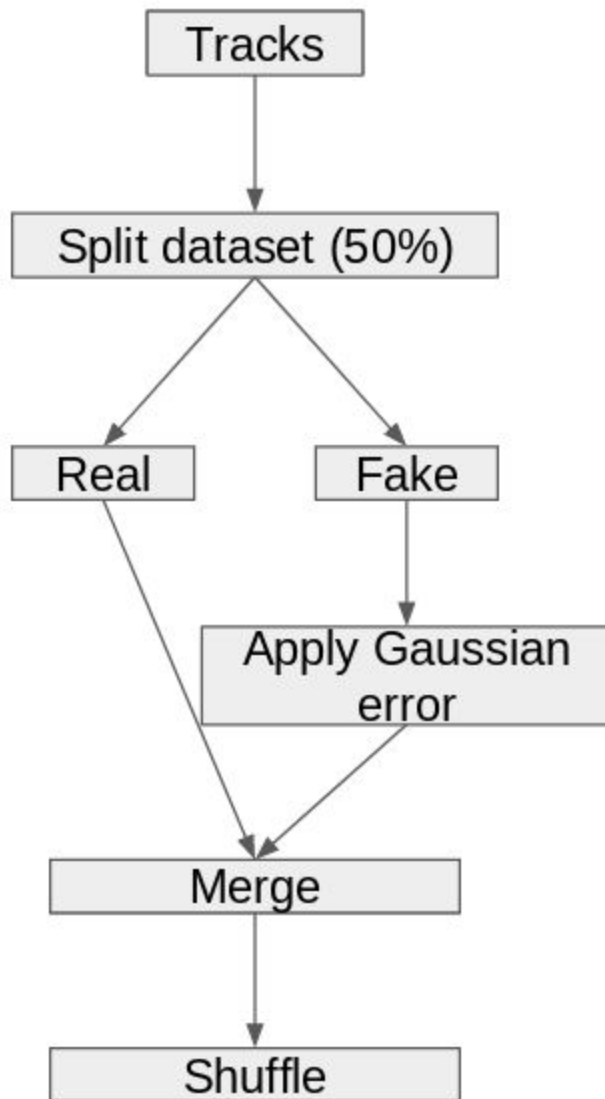 Tracks
Split dataset (50%)
Real
Fake
Apply Gaussian
error
Merge
Shuffle